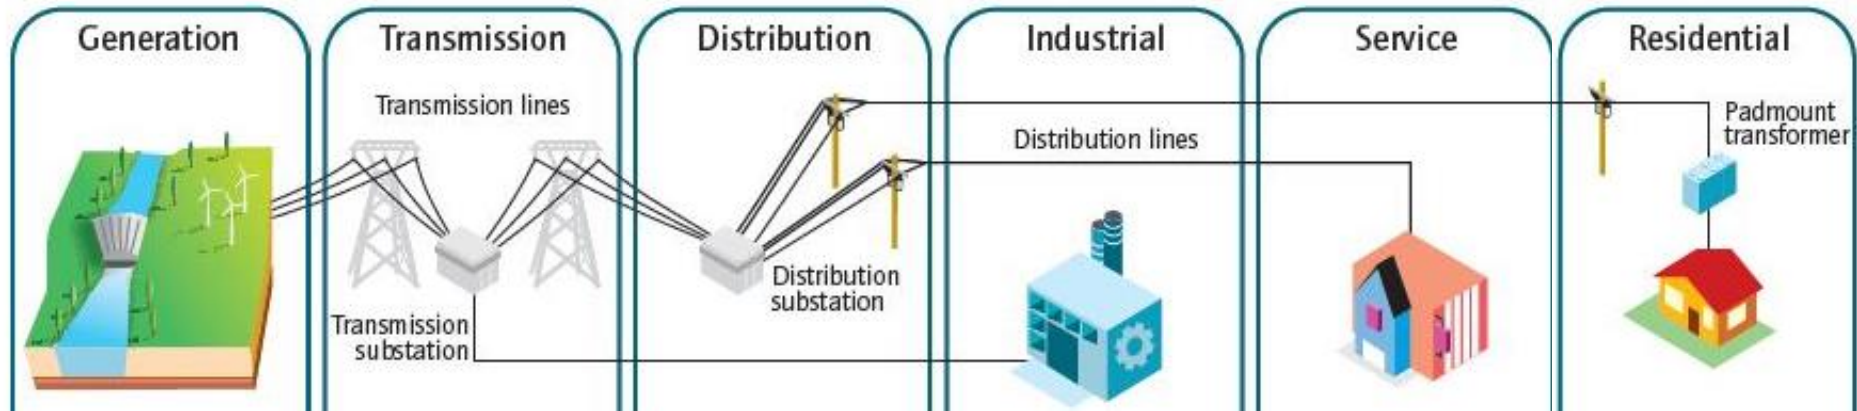 Generation
Transmission
Distribution
Industrial
Service
Residential
Transmission lines
Transmission
substation
Distribution
substation
Distribution lines
Padmount
transformer